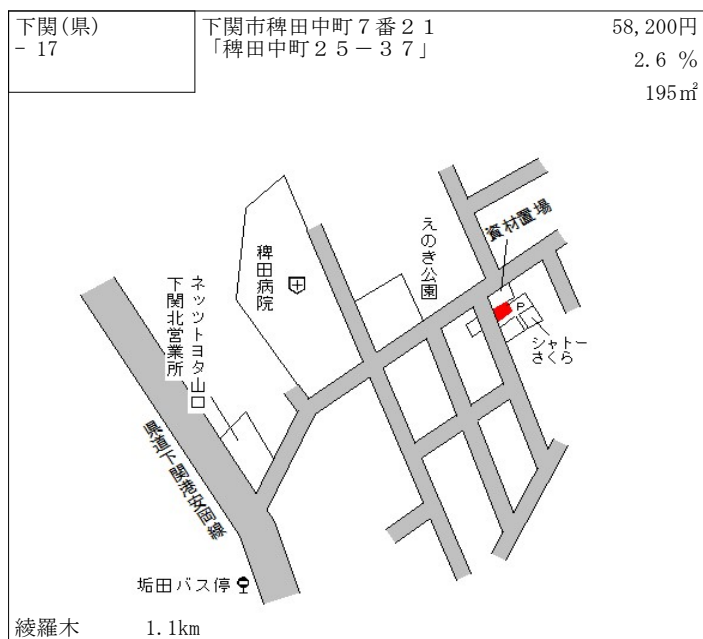 下関(県)
- 17
下関市稗田中町７番２１
「稗田中町２５－３７」
58,200円
2.6 %
195㎡
資材置場
えのき公園
稗田病院
ネッツトヨタ山口
下関北営業所
P
シャトー
さくら
県道下関港安岡線
垢田バス停
綾羅木 1.1km